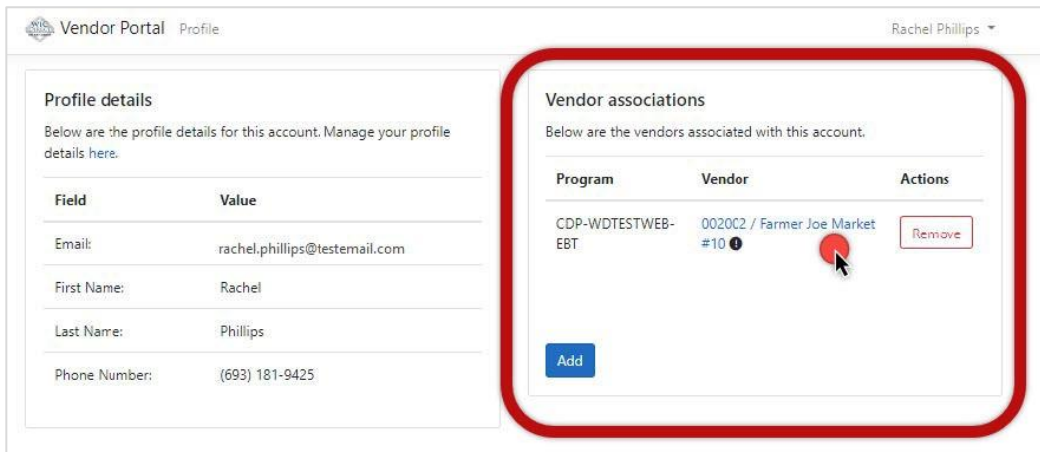 Vendor Portal Profile Rachel Phillips
Profile details
Below are the profile details for this account. Manage your profile
details here.
Field Value
Email: rachel.phillips@testemail.com
First Name: Rachel
Last Name: Phillips
Phone Number: (693) 181-9425
Vendor associations
Below are the vendors associated with this account.
Program Vendor Actions
CDP-WDTESTWEB- 002002 / Farmer Joe Market Remove
EBT #10
Add